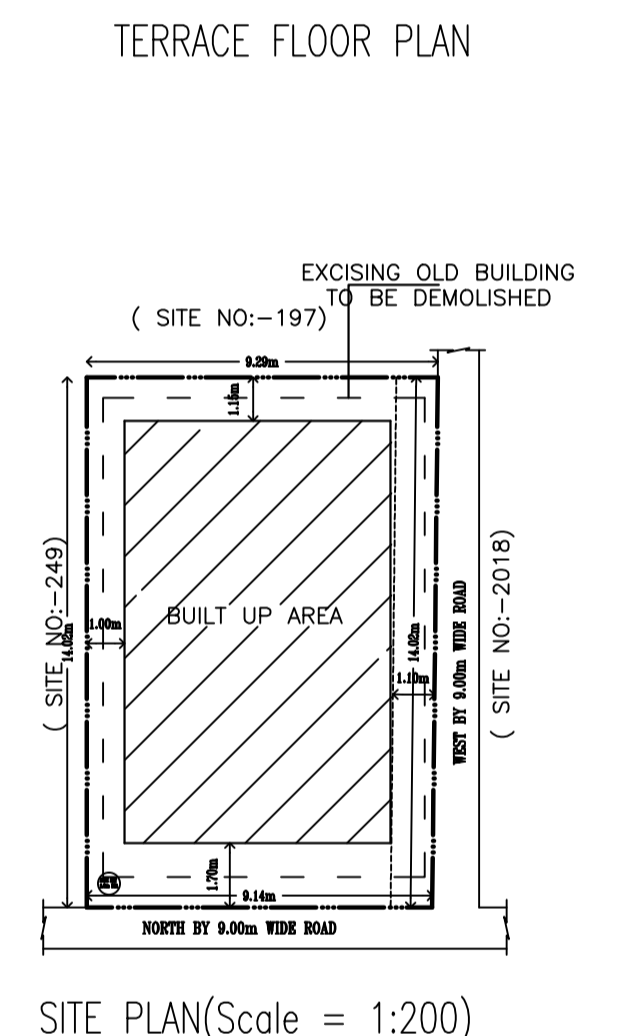 TERRACE FLOOR PLAN
EXCISING OLD BUILDING
TO BE DEMOLISHED
( SITE NO:-197)
9.29m
1.15m
( SITE NO:-249)
14.02m
1.00m
BUILT UP AREA
14.02m
1.10m
WEST BY 9.00m WIDE ROAD
( SITE NO:-2018)
1.70m
9.14m
NORTH BY 9.00m WIDE ROAD
SITE PLAN(Scale = 1:200)